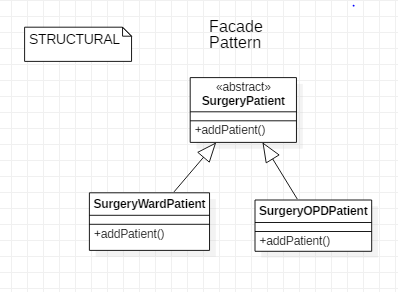 STRUCTURAL
Facade
Pattern
«abstract»
SurgeryPatient
+addPatient()
SurgeryWardPatient
+addPatient()
SurgeryOPDPatient
+addPatient()